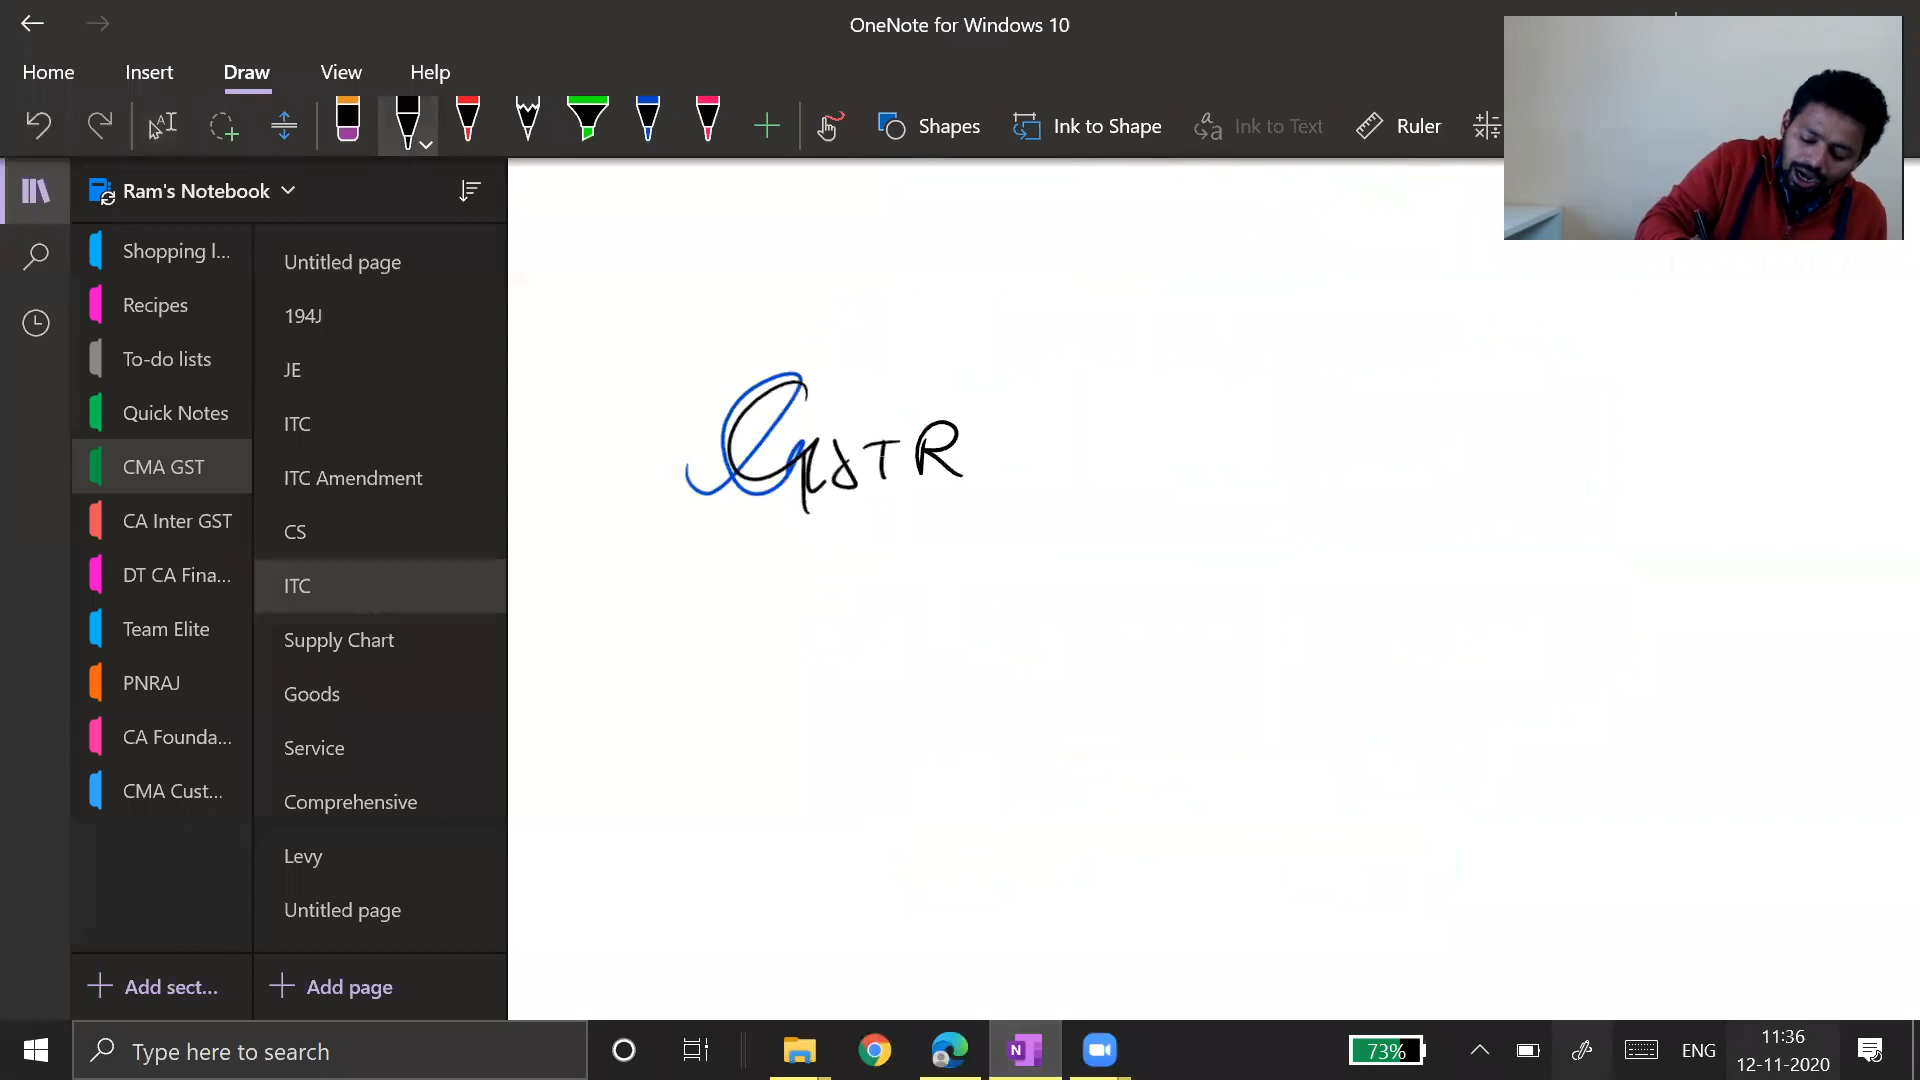 OneNote for Windows 10
Home Insert Draw View Help
Shapes Ink to Shape Ink to Text Ruler
Ram's Notebook
Shopping l...
Recipes
To-do lists
Quick Notes
CMA GST
CA Inter GST
DT CA Fina...
Team Elite
PNRAJ
CA Founda...
CMA Cust...
Add sect...
Untitled page
194J
JE
ITC
ITC Amendment
CS
ITC
Supply Chart
Goods
Service
Comprehensive
Levy
Untitled page
Add page
GSTR
Type here to search
73%
ENG
11:36
12-11-2020